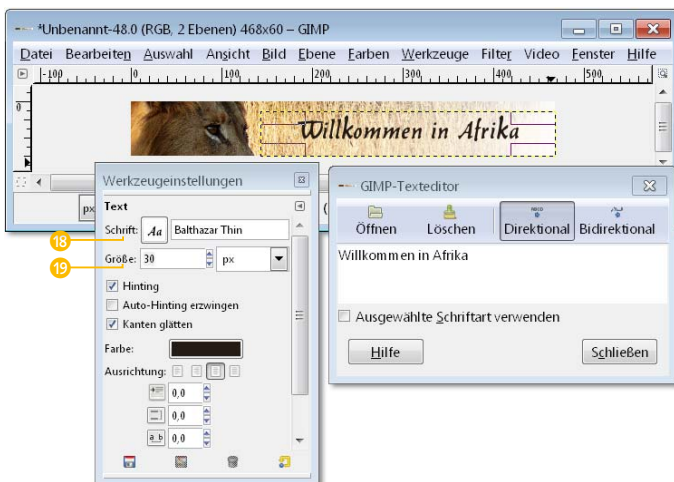 *Unbenannt-48.0 (RGB, 2 Ebenen) 468x60 – GIMP
Datei Bearbeiten Auswahl Ansicht Bild Ebene Farben Werkzeuge Filter Video Fenster Hilfe
-100 0 100 200 300 400 500
0
Willkommen in Afrika
px
Werkzeugeinstellungen
Text
18 Schrift: Aa Balthazar Thin
19 Größe: 30 px
Hinting
Auto-Hinting erzwingen
Kanten glätten
Farbe:
Ausrichtung:
0,0
0,0
a_b 0,0
GIMP-Texteditor
Öffnen Löschen Direktional Bidirektional
Willkommen in Afrika
Ausgewählte Schriftart verwenden
Hilfe Schließen